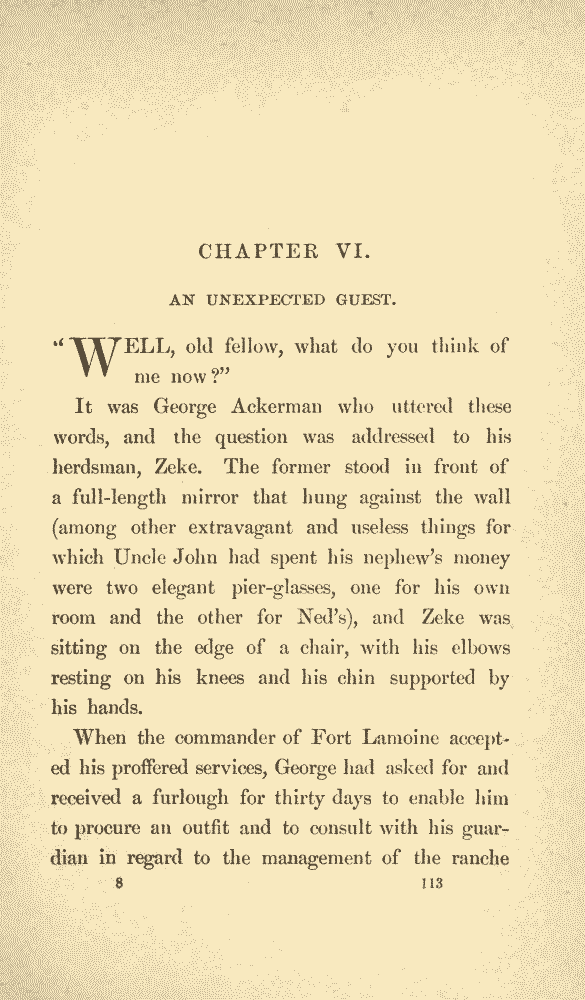 CHAPTER VI.
AN UNEXPECTED GUEST.
“WELL, old fellow, what do you think of
me now?”
It was George Ackerman who uttered these
words, and the question was addressed to his
herdsman, Zeke. The former stood in front of
a full-length mirror that hung against the wall
(among other extravagant and useless things for
which Uncle John had spent his nephew’s money
were two elegant pier-glasses, one for his own
room and the other for Ned’s), and Zeke was
sitting on the edge of a chair, with his elbows
resting on his knees and his chin supported by
his hands.
When the commander of Fort Lamoine accept-
ed his proffered services, George had asked for and
received a furlough for thirty days to enable him
to procure an outfit and to consult with his guar-
dian in regard to the management of the ranche
8 113